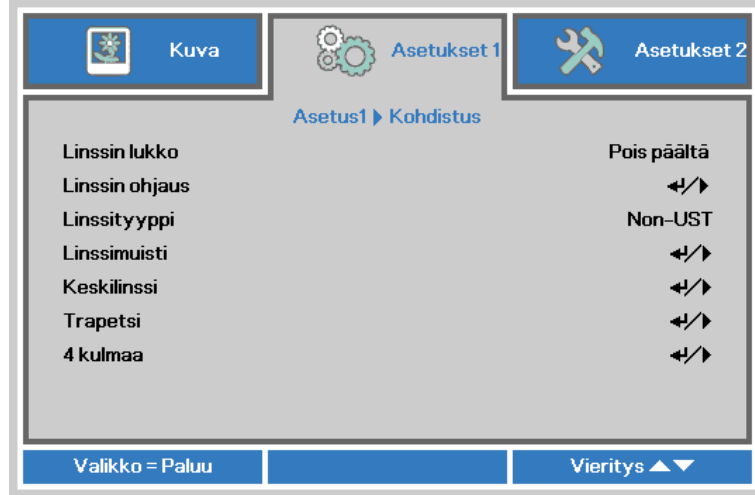 Kuva
Asetukset 1
Asetukset 2
Asetus1 ▶ Kohdistus
Linssin lukko Pois päältä
Linssin ohjaus ↵/▶
Linssityyppi Non-UST
Linssimuisti ↵/▶
Keskilinssi ↵/▶
Trapetsi ↵/▶
4 kulmaa ↵/▶
Valikko = Paluu
Vieritys ▲▼